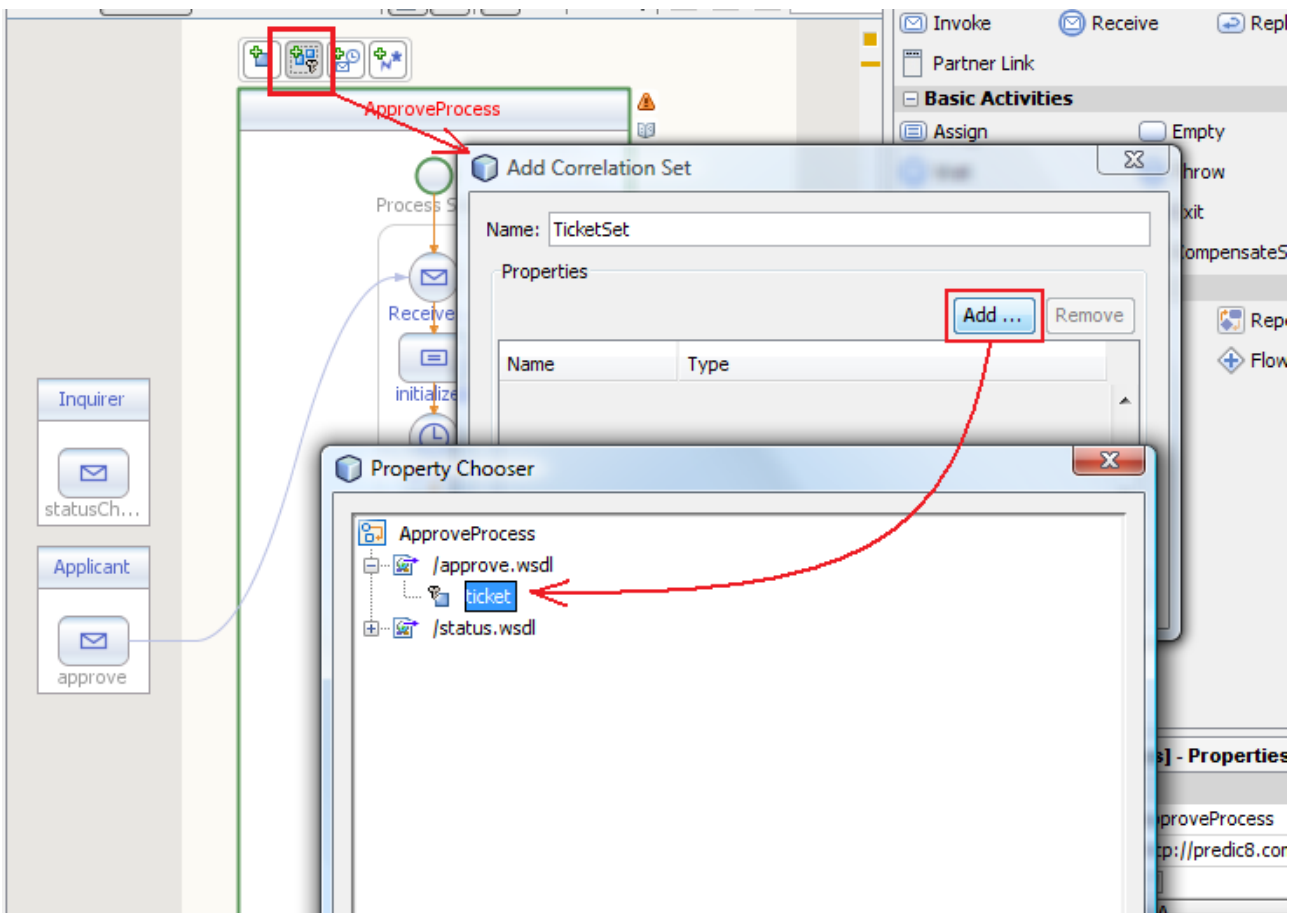 Invoke Receive Repl
Partner Link
Basic Activities
Assign Empty
ApproveProcess
Add Correlation Set
hrow
Process S
xit
Name: TicketSet
ompensateS
Properties
Receive
Add ... Remove
Repe
Name Type
Flow
initialize
Inquirer
statusCh...
Property Chooser
ApproveProcess
/approve.wsdl
ticket
/status.wsdl
Applicant
approve
s] - Properties
proveProcess
tp://predic8.cor